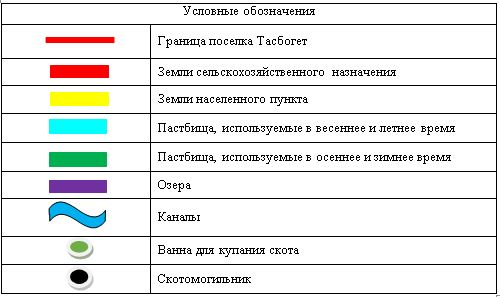 Условные обозначения
Граница поселка Тасбогет
Земли сельскохозяйственного назначения
Земли населенного пункта
Пастбища, используемые в весеннее и летнее время
Пастбища, используемые в осеннее и зимнее время
Озера
Каналы
Ванна для купания скота
Скотомогильник